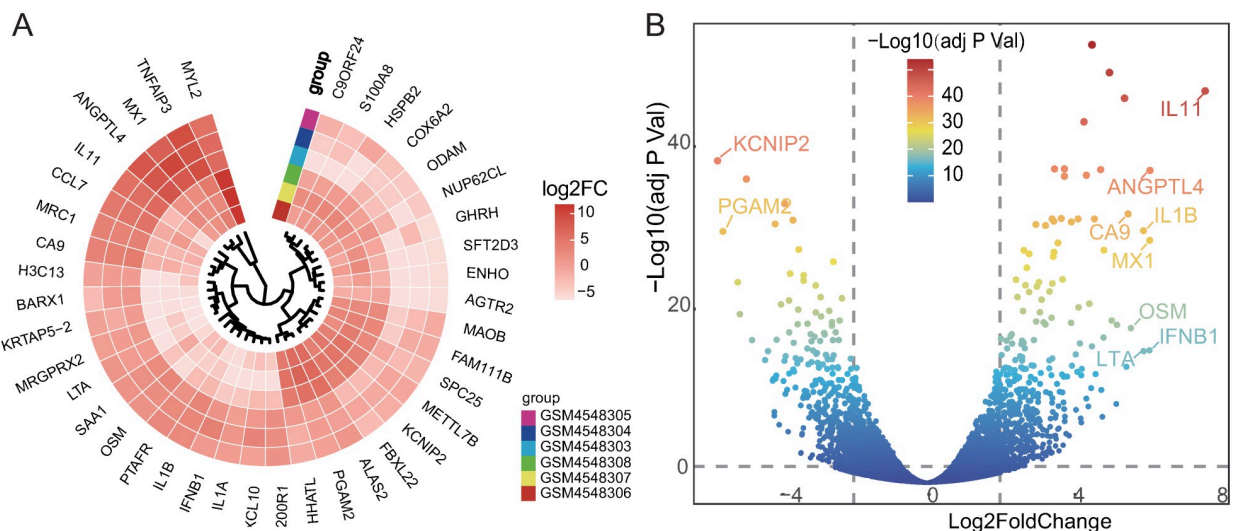 A
group
C9ORF24
S100A8
HSPB2
COX6A2
ODAM
NUP62CL
GHRH
SFT2D3
ENHO
AGTR2
MAOB
FAM111B
SPC25
METTL7B
KCNIP2
FBXL22
ALAS2
PGAM2
HHATL
200R1
XCL10
IL1A
IFNB1
IL1B
PTAFR
OSM
SAA1
LTA
MRGPRX2
KRTAP5-2
BARX1
H3C13
CA9
MRC1
CCL7
IL11
ANGPTL4
MX1
TNFAIP3
MYL2
log2FC
10
5
0
−5
group
GSM4548305
GSM4548304
GSM4548303
GSM4548308
GSM4548307
GSM4548306
B
−Log10(adj P Val)
40
30
20
10
−Log10(adj P Val)
40
20
0
−4
0
4
8
Log2FoldChange
KCNIP2
PGAM2
IL11
ANGPTL4
CA9
IL1B
MX1
OSM
IFNB1
LTA